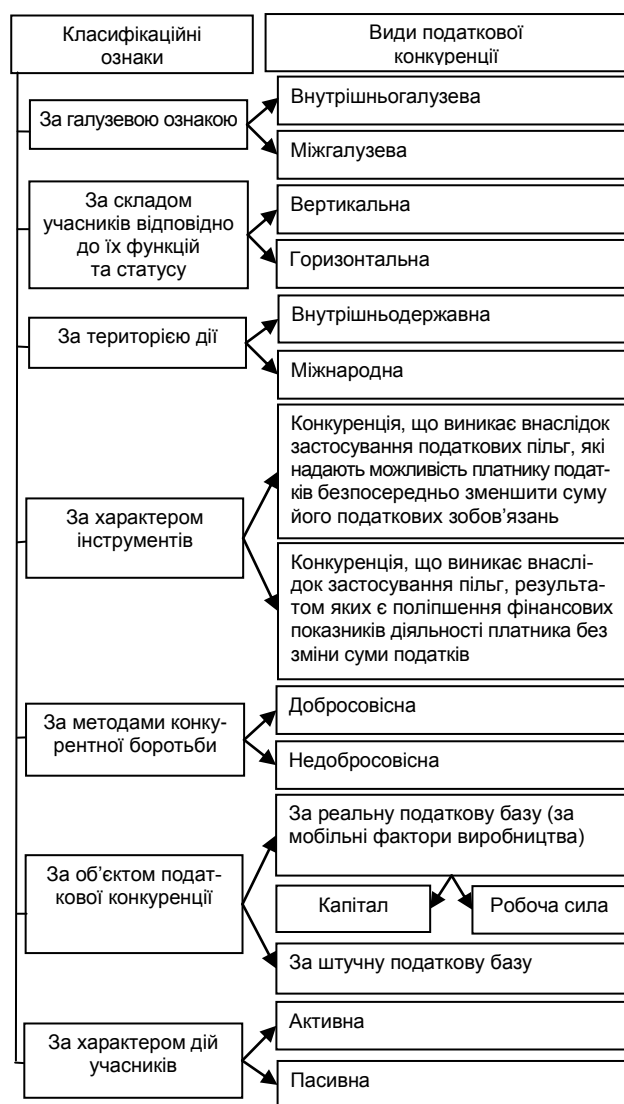 Класифікаційні
ознаки
Види податкової
конкуренції
За галузевою ознакою
Внутрішньогалузева
Міжгалузева
За складом
учасників відповідно
до їх функцій
та статусу
Вертикальна
Горизонтальна
За територією дії
Внутрішньодержавна
Міжнародна
За характером
інструментів
Конкуренція, що виникає внаслідок
застосування податкових пільг, які
надають можливість платнику подат-
ків безпосередньо зменшити суму
його податкових зобов’язань
Конкуренція, що виникає внаслі-
док застосування пільг, результа-
том яких є поліпшення фінансових
показників діяльності платника без
зміни суми податків
За методами конку-
рентної боротьби
Добросовісна
Недобросовісна
За об’єктом подат-
кової конкуренції
За реальну податкову базу (за
мобільні фактори виробництва)
Капітал
Робоча сила
За штучну податкову базу
За характером дій
учасників
Активна
Пасивна